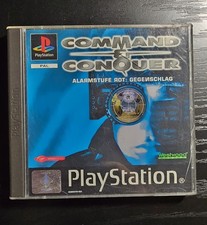 PlayStation
PAL
COMMAND
&
CONQUER
ALARMSTUFE ROT: GEGENSCHLAG
Westwood
PlayStation